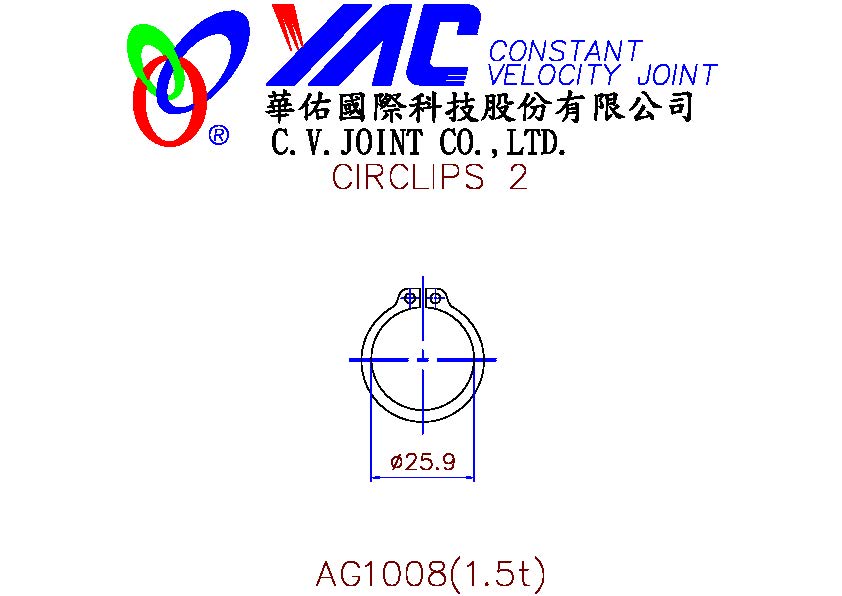 YAC CONSTANT
VELOCITY JOINT
®
華佑國際科技股份有限公司
C.V.JOINT CO.,LTD.
CIRCLIPS 2
ø25.9
AG1008(1.5t)